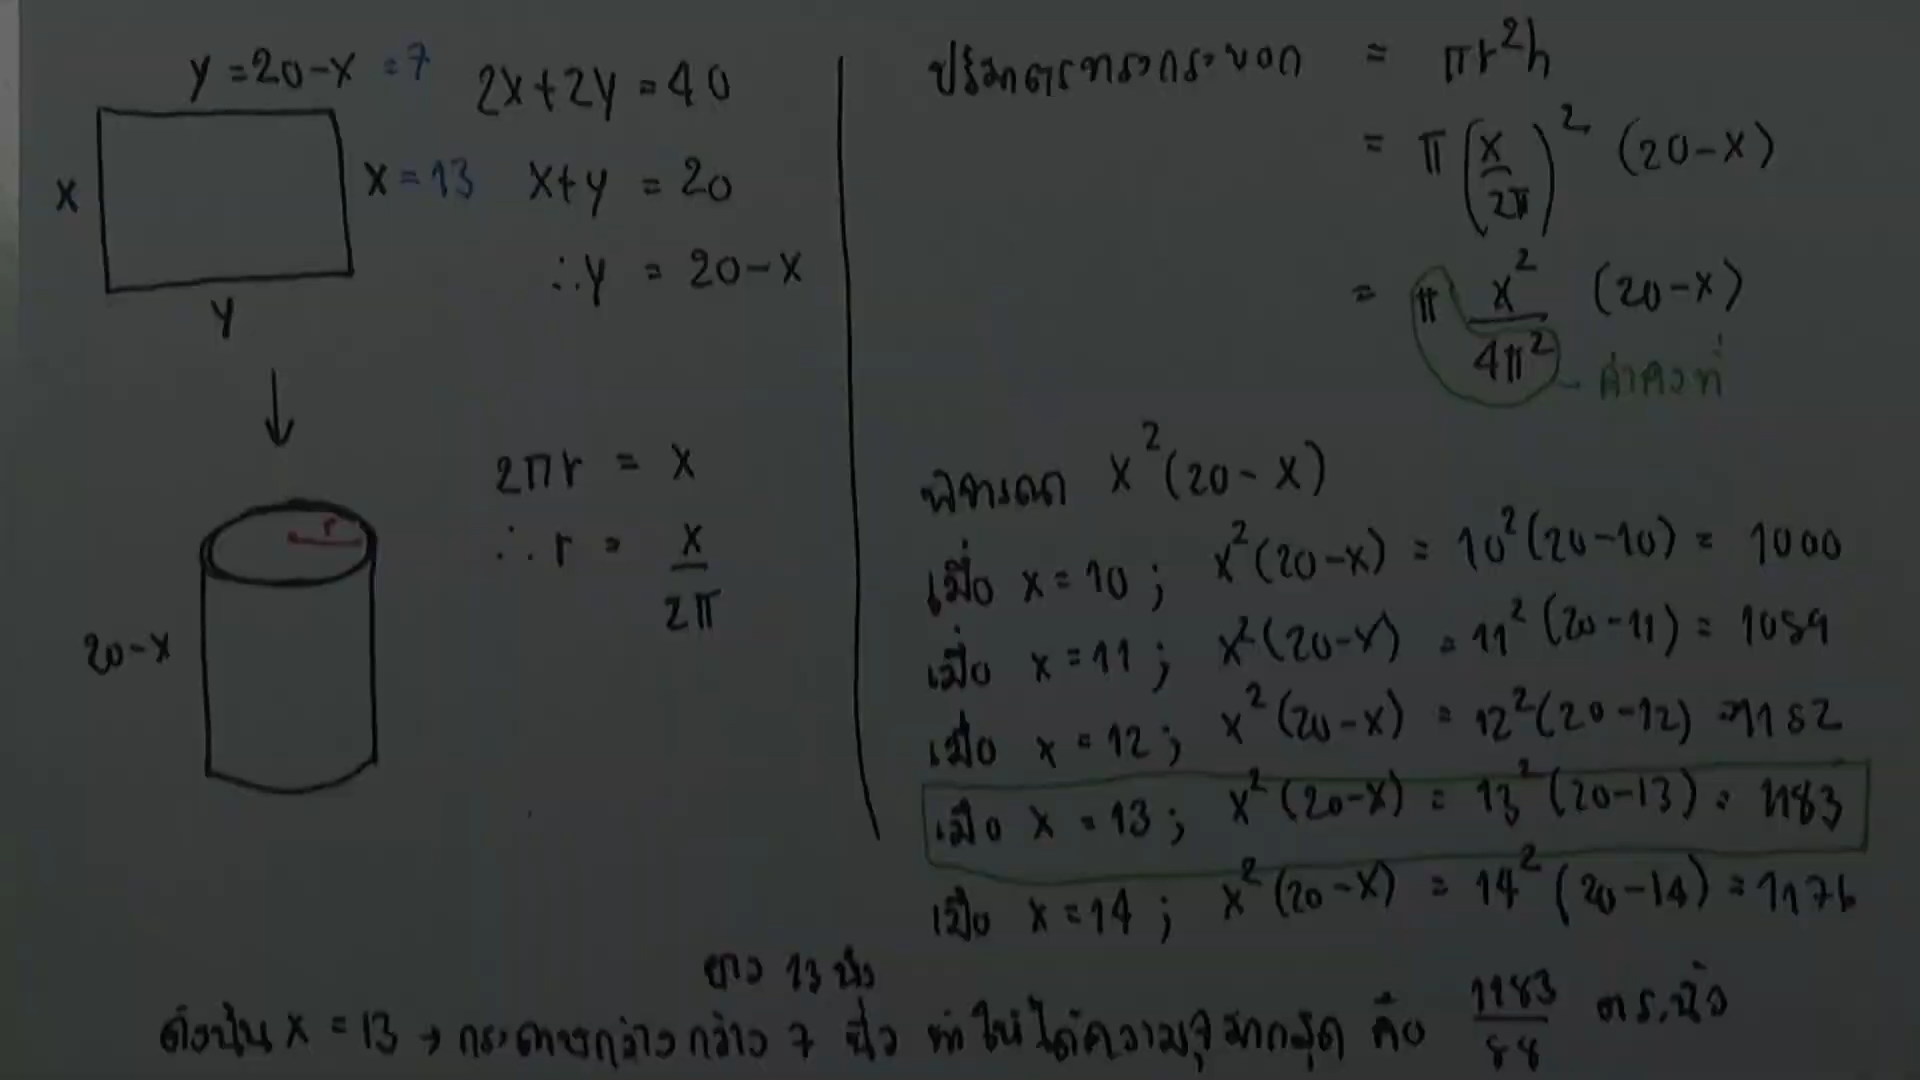 y = 20 - x = 7
2x + 2y = 40
x
x = 13
x + y = 20
∴ y = 20 - x
y
2πr = x
∴ r = x/2π
r
20 - x
ปริมาตรทรงกระบอก = πr²h
= π (x/2π)² (20 - x)
= π x²/4π² (20 - x)
ค่าคงที่
พิจารณา x²(20 - x)
เมื่อ x = 10 ; x²(20 - x) = 10²(20 - 10) = 1000
เมื่อ x = 11 ; x²(20 - x) = 11²(20 - 11) = 1089
เมื่อ x = 12 ; x²(20 - x) = 12²(20 - 12) = 1152
เมื่อ x = 13 ; x²(20 - x) = 13²(20 - 13) = 1183
เมื่อ x = 14 ; x²(20 - x) = 14²(20 - 14) = 1176
ยาว 13 นิ้ว
ดังนั้น x = 13 → กระดาษกว้าง กว้าง 7 นิ้ว ทำให้ได้ความจุมากสุด คือ 1183/88 ตร.นิ้ว